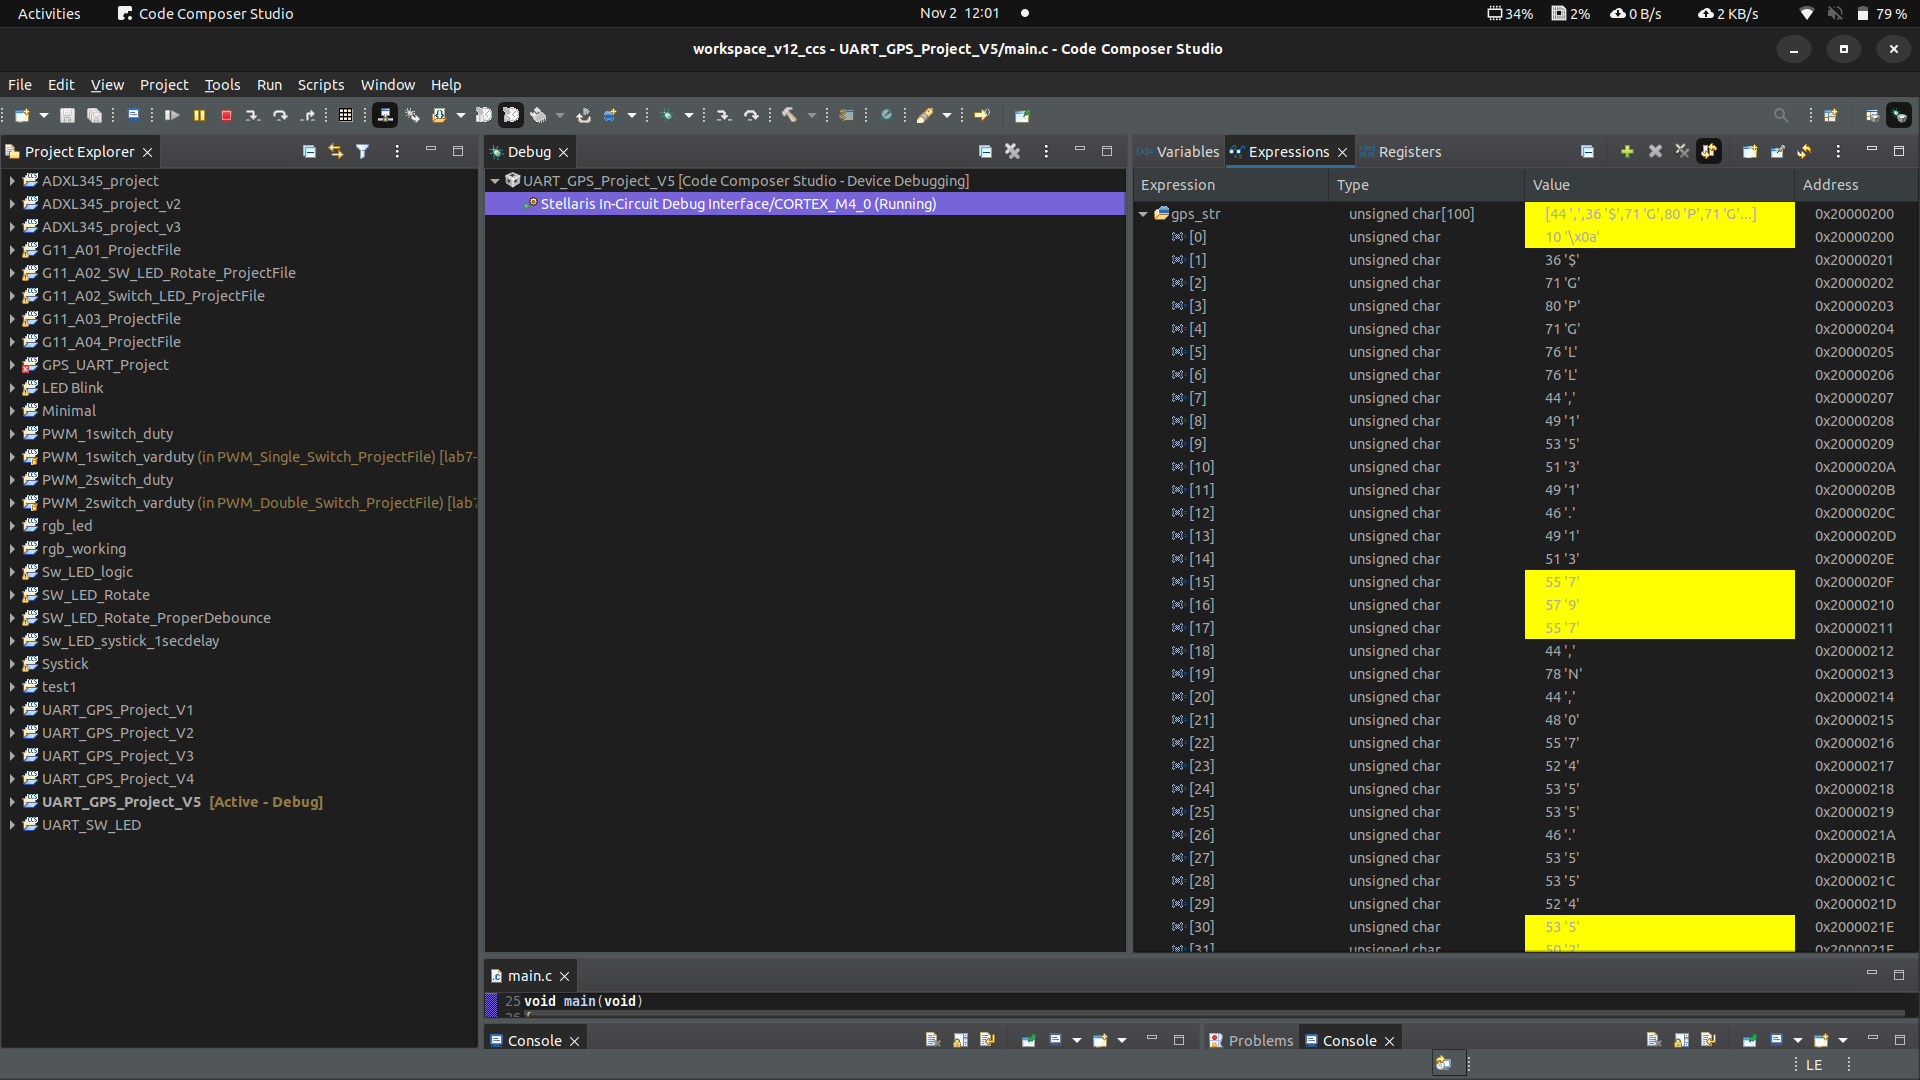 Activities Code Composer Studio Nov 2 12:01 34% 2% 0 B/s 2 KB/s 79 %
workspace_v12_ccs - UART_GPS_Project_V5/main.c - Code Composer Studio
File Edit View Project Tools Run Scripts Window Help
Project Explorer
ADXL345_project
ADXL345_project_v2
ADXL345_project_v3
G11_A01_ProjectFile
G11_A02_SW_LED_Rotate_ProjectFile
G11_A02_Switch_LED_ProjectFile
G11_A03_ProjectFile
G11_A04_ProjectFile
GPS_UART_Project
LED Blink
Minimal
PWM_1switch_duty
PWM_1switch_varduty (in PWM_Single_Switch_ProjectFile) [lab7-
PWM_2switch_duty
PWM_2switch_varduty (in PWM_Double_Switch_ProjectFile) [lab7
rgb_led
rgb_working
Sw_LED_logic
SW_LED_Rotate
SW_LED_Rotate_ProperDebounce
Sw_LED_systick_1secdelay
Systick
test1
UART_GPS_Project_V1
UART_GPS_Project_V2
UART_GPS_Project_V3
UART_GPS_Project_V4
UART_GPS_Project_V5 [Active - Debug]
UART_SW_LED
Debug
UART_GPS_Project_V5 [Code Composer Studio - Device Debugging]
Stellaris In-Circuit Debug Interface/CORTEX_M4_0 (Running)
Variables Expressions Registers
Expression Type Value Address
gps_str unsigned char[100] [44 ',',36 '$',71 'G',80 'P',71 'G'...] 0x20000200
[0] unsigned char 10 '\x0a' 0x20000200
[1] unsigned char 36 '$' 0x20000201
[2] unsigned char 71 'G' 0x20000202
[3] unsigned char 80 'P' 0x20000203
[4] unsigned char 71 'G' 0x20000204
[5] unsigned char 76 'L' 0x20000205
[6] unsigned char 76 'L' 0x20000206
[7] unsigned char 44 ',' 0x20000207
[8] unsigned char 49 '1' 0x20000208
[9] unsigned char 53 '5' 0x20000209
[10] unsigned char 51 '3' 0x2000020A
[11] unsigned char 49 '1' 0x2000020B
[12] unsigned char 46 '.' 0x2000020C
[13] unsigned char 49 '1' 0x2000020D
[14] unsigned char 51 '3' 0x2000020E
[15] unsigned char 55 '7' 0x2000020F
[16] unsigned char 57 '9' 0x20000210
[17] unsigned char 55 '7' 0x20000211
[18] unsigned char 44 ',' 0x20000212
[19] unsigned char 78 'N' 0x20000213
[20] unsigned char 44 ',' 0x20000214
[21] unsigned char 48 '0' 0x20000215
[22] unsigned char 55 '7' 0x20000216
[23] unsigned char 52 '4' 0x20000217
[24] unsigned char 53 '5' 0x20000218
[25] unsigned char 53 '5' 0x20000219
[26] unsigned char 46 '.' 0x2000021A
[27] unsigned char 53 '5' 0x2000021B
[28] unsigned char 53 '5' 0x2000021C
[29] unsigned char 52 '4' 0x2000021D
[30] unsigned char 53 '5' 0x2000021E
[31] unsigned char 50 '2' 0x2000021F
main.c
25 void main(void)
26 {
Console
Problems Console
LE